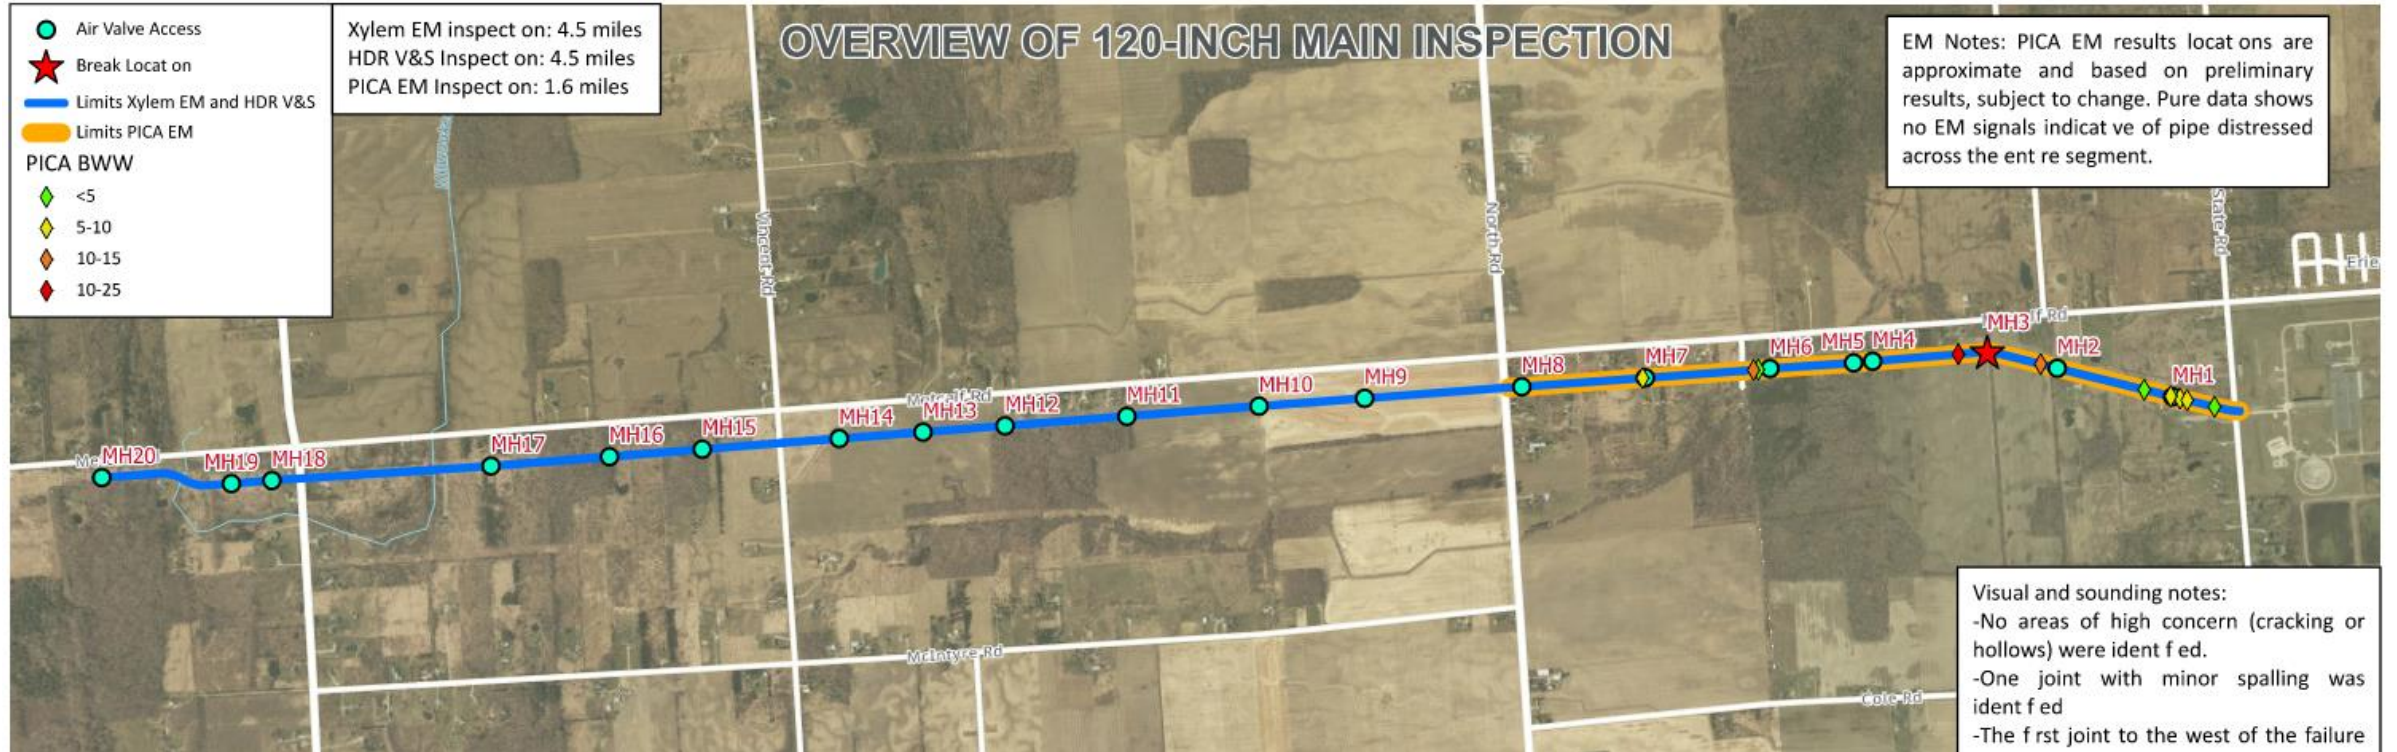 OVERVIEW OF 120-INCH MAIN INSPECTION
Air Valve Access
Break Locat on
Limits Xylem EM and HDR V&S
Limits PICA EM
PICA BWW
<5
5-10
10-15
10-25
Xylem EM inspect on: 4.5 miles
HDR V&S Inspect on: 4.5 miles
PICA EM Inspect on: 1.6 miles
EM Notes: PICA EM results locat ons are
approximate and based on preliminary
results, subject to change. Pure data shows
no EM signals indicat ve of pipe distressed
across the ent re segment.
Vincent Rd
North Rd
State Rd
Erie
lf Rd
MH3
MH2
MH1
MH4
MH5
MH6
MH7
MH8
MH9
MH10
MH11
Metcalf Rd
MH12
MH13
MH14
MH15
MH16
MH17
MH18
MH19
MH20
Me
McIntyre Rd
Cole Rd
Visual and sounding notes:
-No areas of high concern (cracking or
hollows) were ident f ed.
-One joint with minor spalling was
ident f ed
-The f rst joint to the west of the failure